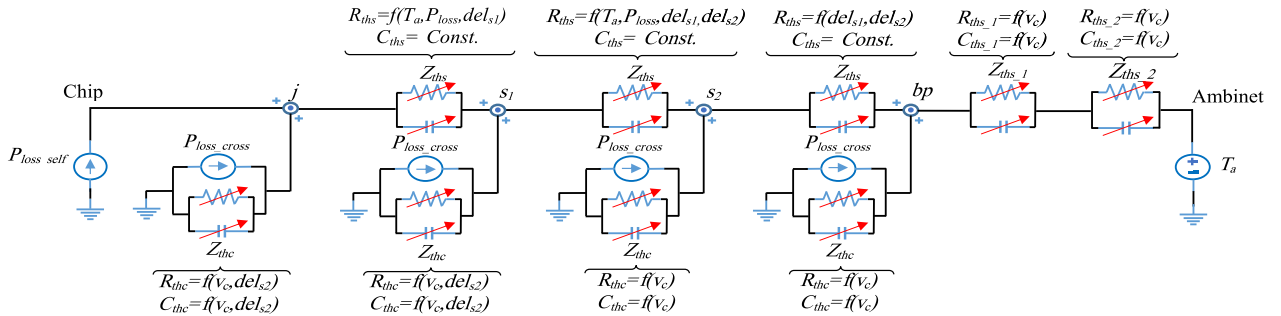 R_ths=f(T_a,P_loss,del_s1)
C_ths= Const.
R_ths=f(T_a,P_loss,del_s1,del_s2)
C_ths= Const.
R_ths=f(del_s1,del_s2)
C_ths= Const.
R_ths_1=f(v_c)
C_ths_1=f(v_c)
R_ths_2=f(v_c)
C_ths_2=f(v_c)
Z_ths
Z_ths
Z_ths
Z_ths_1
Z_ths_2
Chip
j
s_1
s_2
bp
Ambinet
P_loss self
P_loss_cross
P_loss_cross
P_loss_cross
P_loss_cross
T_a
Z_thc
Z_thc
Z_thc
Z_thc
R_thc=f(v_c,del_s2)
C_thc=f(v_c,del_s2)
R_thc=f(v_c,del_s2)
C_thc=f(v_c,del_s2)
R_thc=f(v_c)
C_thc=f(v_c)
R_thc=f(v_c)
C_thc=f(v_c)